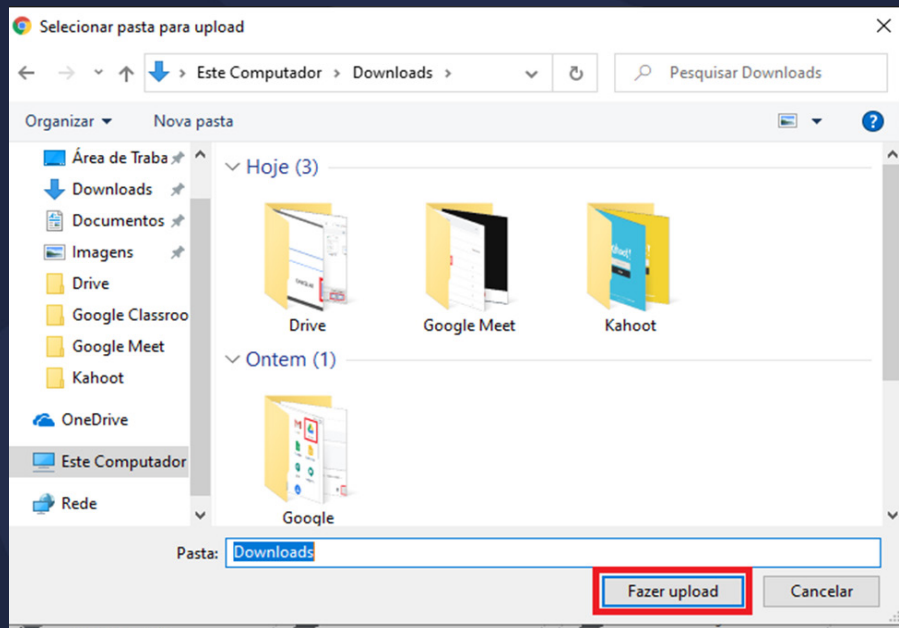 Selecionar pasta para upload
Este Computador > Downloads >
Pesquisar Downloads
Organizar
Nova pasta
Área de Traba
Downloads
Documentos
Imagens
Drive
Google Classroo
Google Meet
Kahoot
OneDrive
Este Computador
Rede
Hoje (3)
Drive
Google Meet
Kahoot
Ontem (1)
Google
Pasta: Downloads
Fazer upload
Cancelar